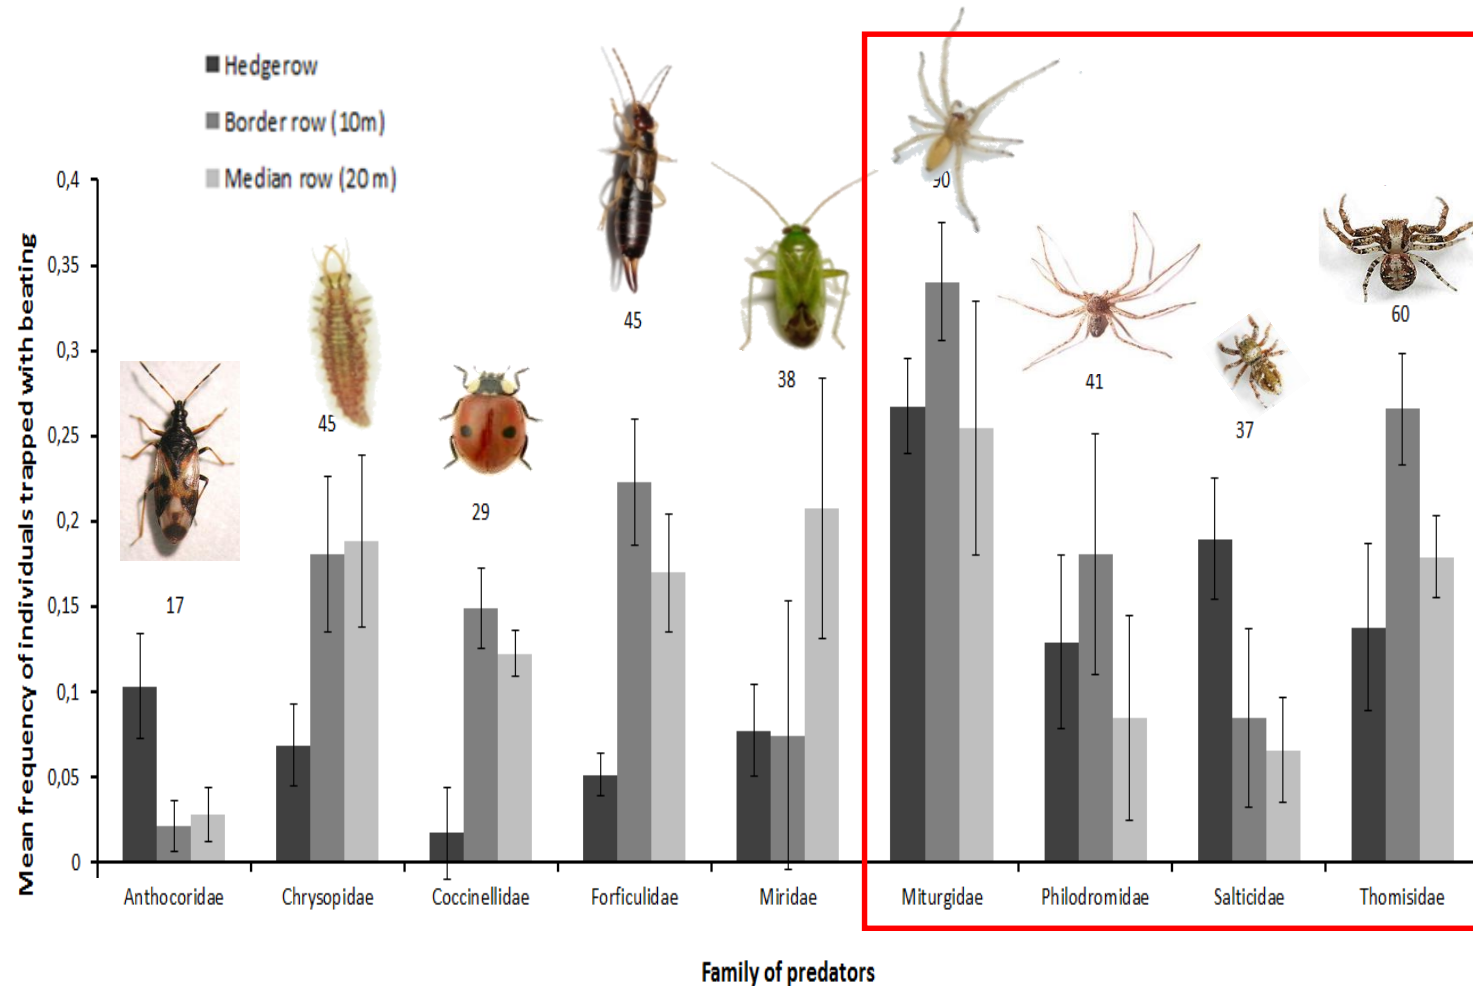 Hedgerow
Border row (10m)
Median row (20 m)
Mean frequency of individuals trapped with beating
0,4
0,35
0,3
0,25
0,2
0,15
0,1
0,05
0
17
45
29
45
38
90
41
37
60
Anthocoridae
Chrysopidae
Coccinellidae
Forficulidae
Miridae
Miturgidae
Philodromidae
Salticidae
Thomisidae
Family of predators